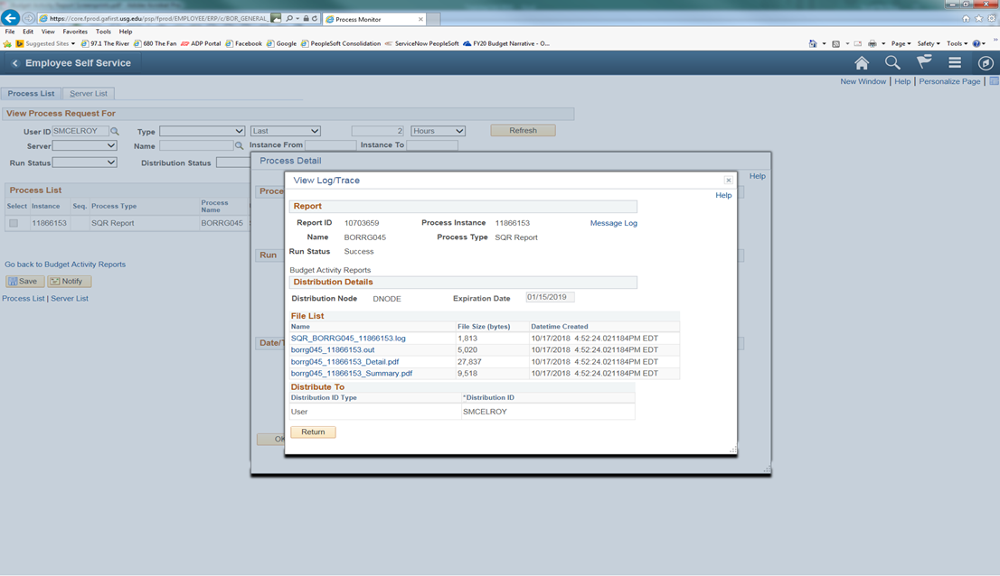 https://core.fprod.gafirst.usg.edu/psp/fprod/EMPLOYEE/ERP/c/BOR_GENERAL_
Process Monitor
File Edit View Favorites Tools Help
Suggested Sites 97.1 The River 680 The Fan ADP Portal Facebook Google PeopleSoft Consolidation ServiceNow PeopleSoft FY20 Budget Narrative - O...
Page Safety Tools
Employee Self Service
New Window | Help | Personalize Page
Process List Server List
View Process Request For
User ID SMCELROY Type Last 2 Hours Refresh
Server Name Instance From Instance To
Run Status Distribution Status
Process List
Select Instance Seq. Process Type Process Name
11866153 SQR Report BORRG045
Go back to Budget Activity Reports
Save Notify
Process List | Server List
Process Detail
Help
Proce
Run
Date/T
OK
View Log/Trace
Help
Report
Report ID 10703659 Process Instance 11866153 Message Log
Name BORRG045 Process Type SQR Report
Run Status Success
Budget Activity Reports
Distribution Details
Distribution Node DNODE Expiration Date 01/15/2019
File List
Name File Size (bytes) Datetime Created
SQR_BORRG045_11866153.log 1,813 10/17/2018 4:52:24.021184PM EDT
borrg045_11866153.out 5,020 10/17/2018 4:52:24.021184PM EDT
borrg045_11866153_Detail.pdf 27,837 10/17/2018 4:52:24.021184PM EDT
borrg045_11866153_Summary.pdf 9,518 10/17/2018 4:52:24.021184PM EDT
Distribute To
Distribution ID Type *Distribution ID
User SMCELROY
Return